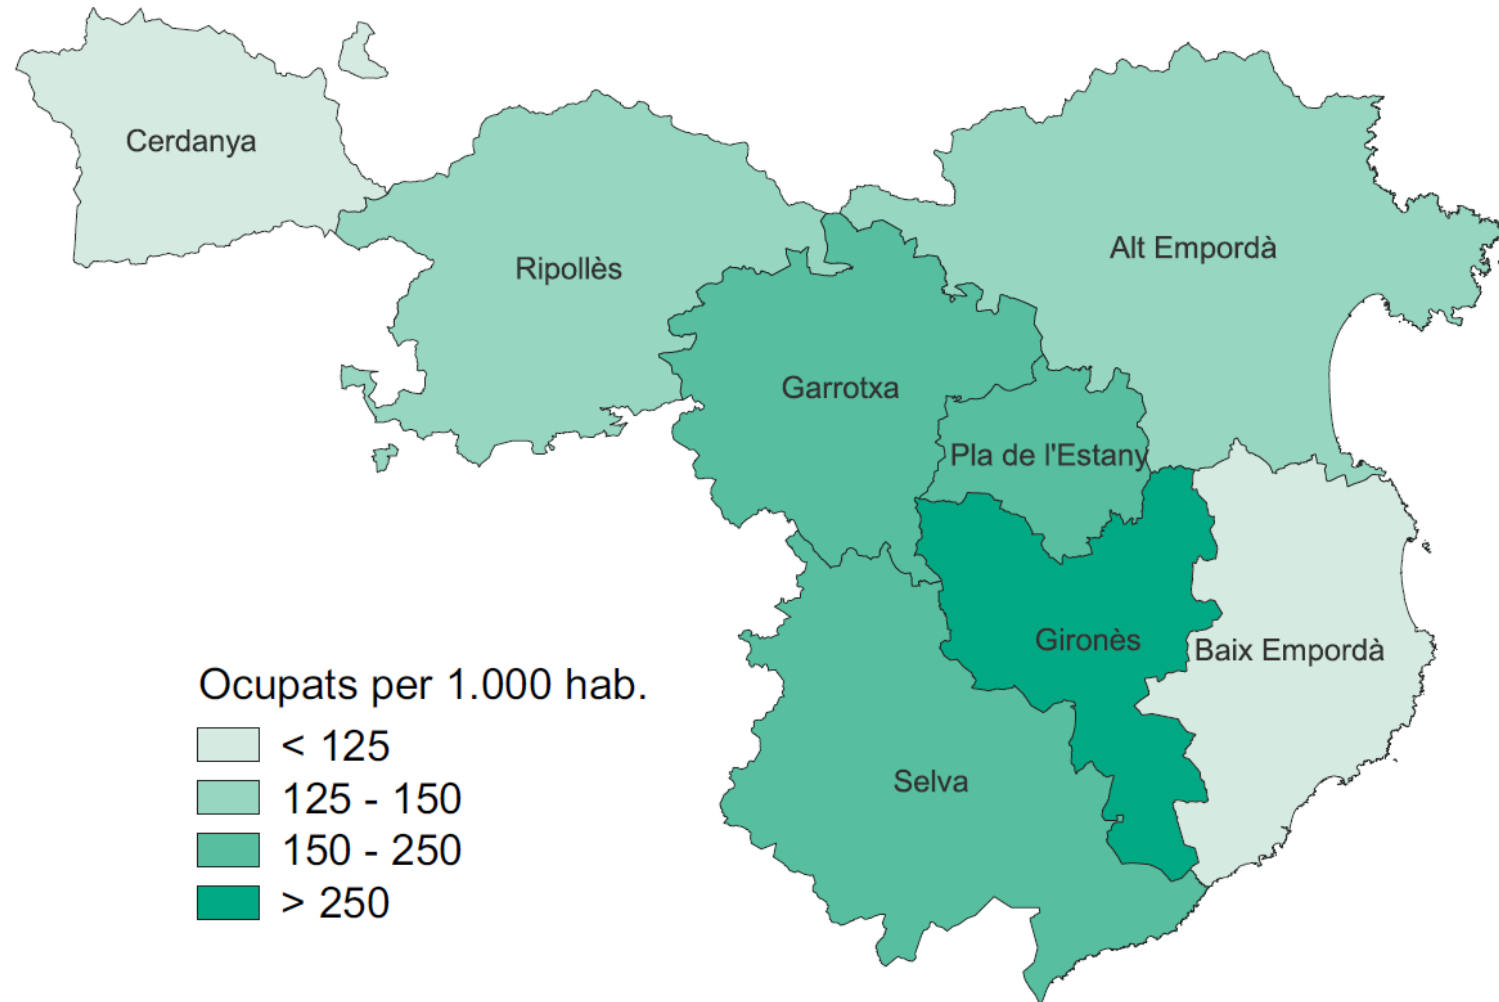 Cerdanya
Ripollès
Alt Empordà
Garrotxa
Pla de l'Estany
Gironès
Baix Empordà
Selva
Ocupats per 1.000 hab.
< 125
125 - 150
150 - 250
> 250